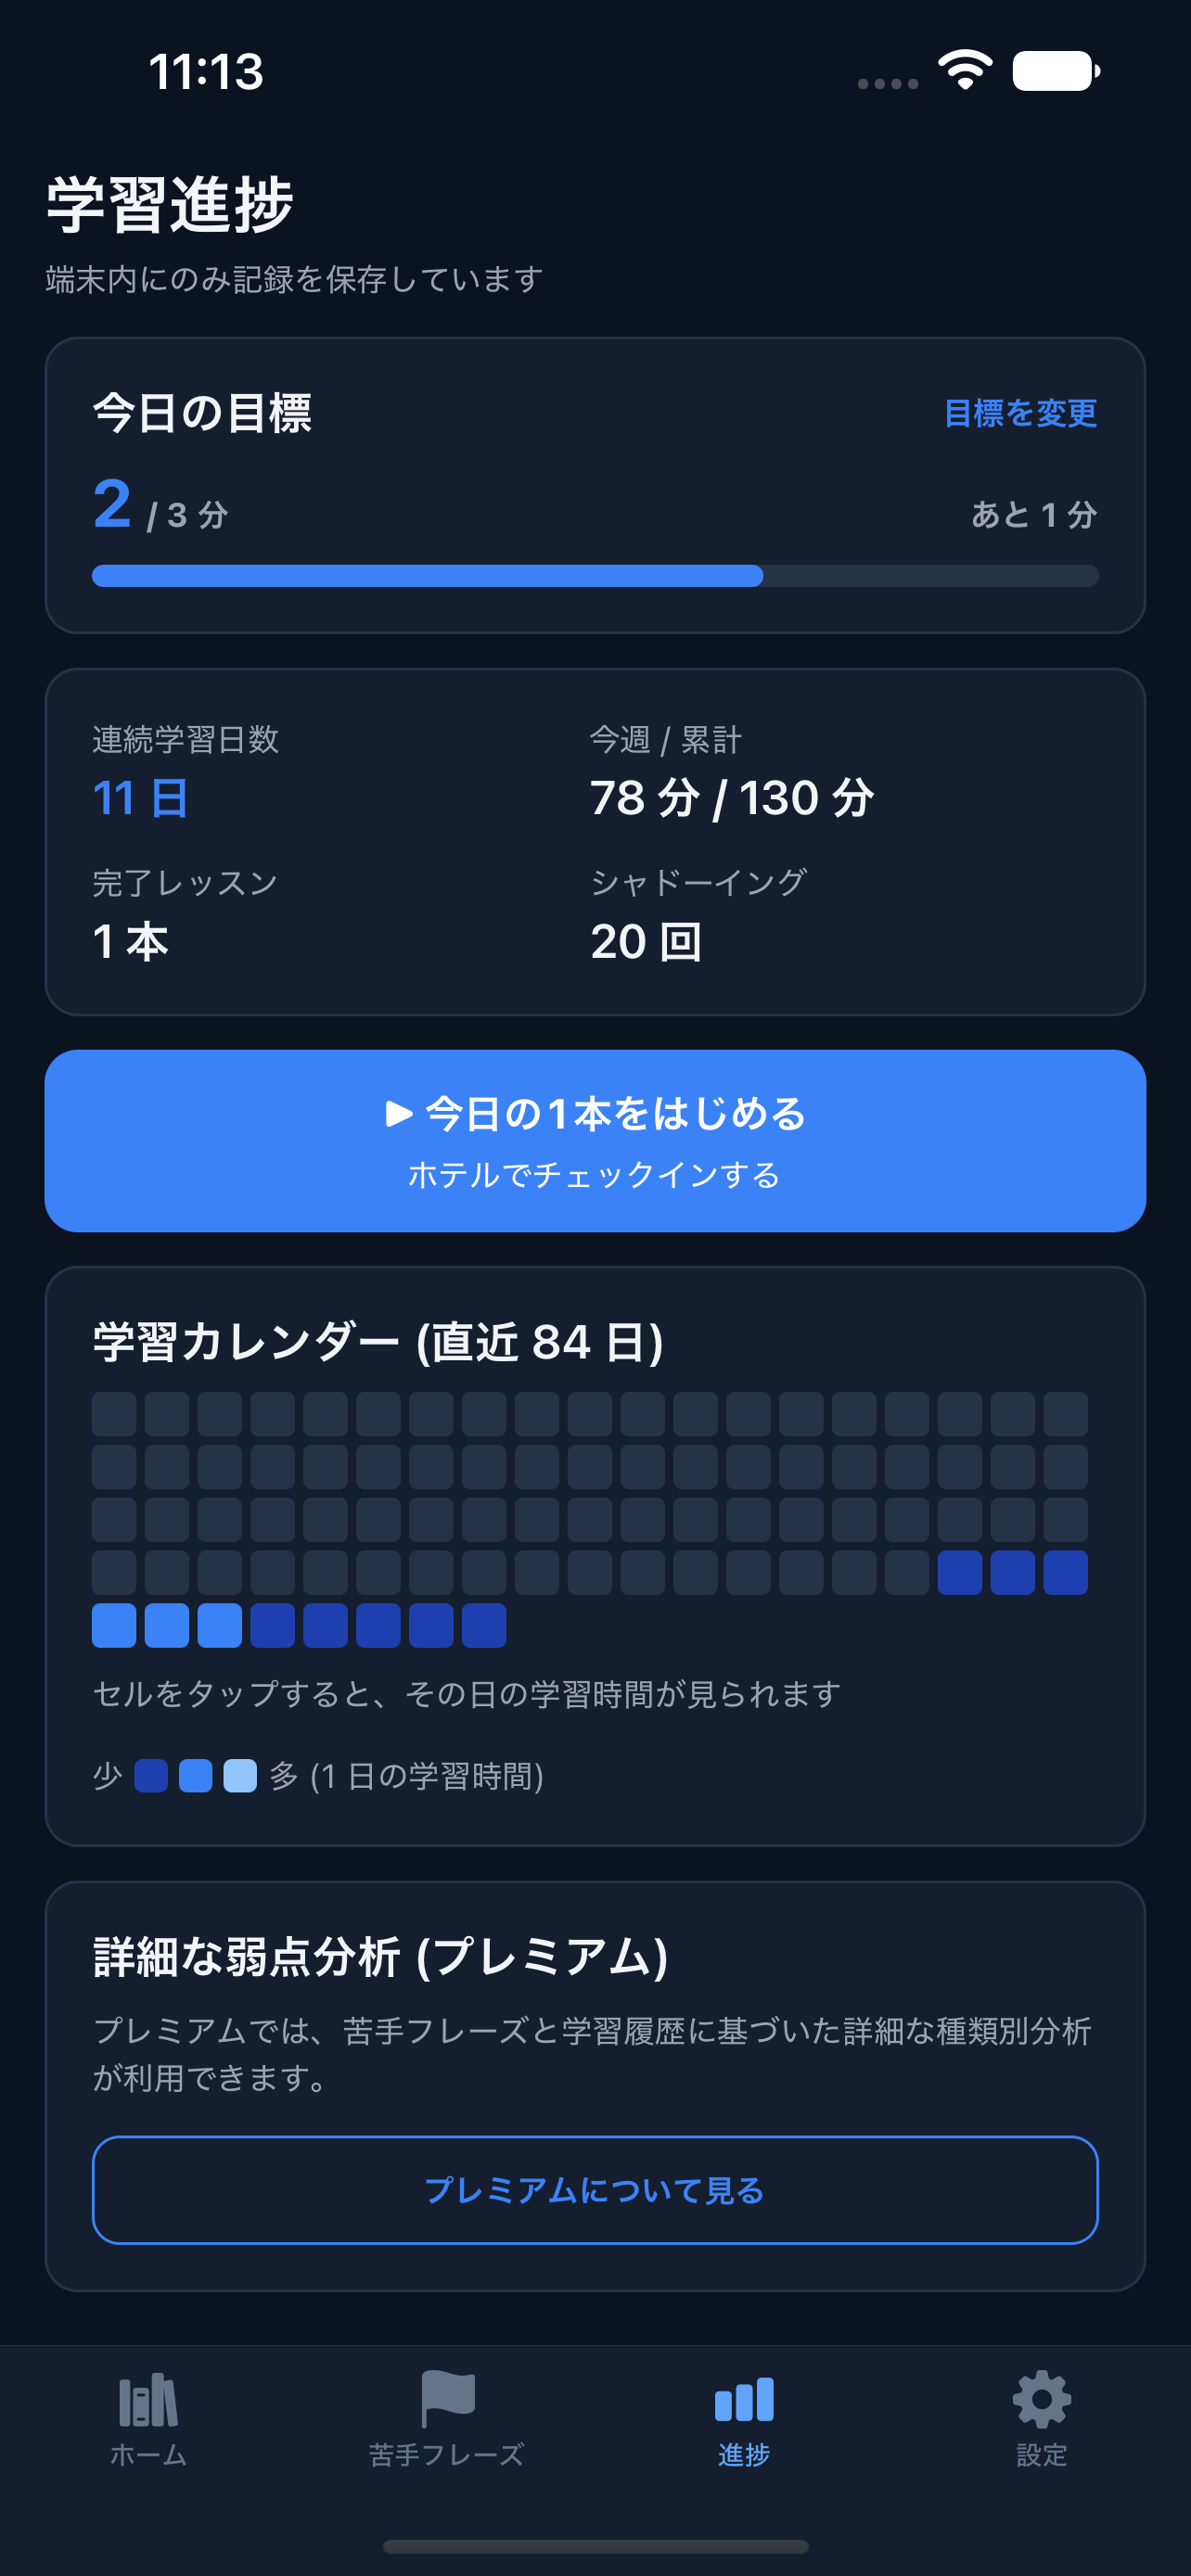 11:13
学習進捗
端末内にのみ記録を保存しています
今日の目標
目標を変更
2 / 3 分
あと 1 分
連続学習日数
今週 / 累計
11 日
78 分 / 130 分
完了レッスン
シャドーイング
1 本
20 回
今日の1本をはじめる
ホテルでチェックインする
学習カレンダー (直近 84 日)
セルをタップすると、その日の学習時間が見られます
少 多 (1 日の学習時間)
詳細な弱点分析 (プレミアム)
プレミアムでは、苦手フレーズと学習履歴に基づいた詳細な種類別分析
が利用できます。
プレミアムについて見る
ホーム
苦手フレーズ
進捗
設定